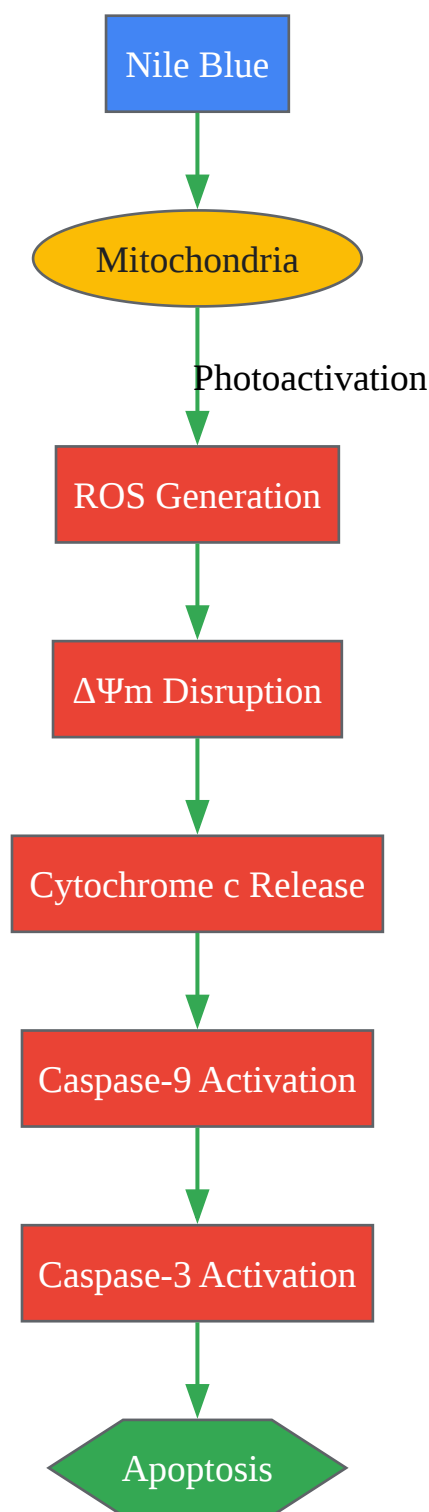 Nile Blue
Mitochondria
Photoactivation
ROS Generation
ΔΨm Disruption
Cytochrome c Release
Caspase-9 Activation
Caspase-3 Activation
Apoptosis